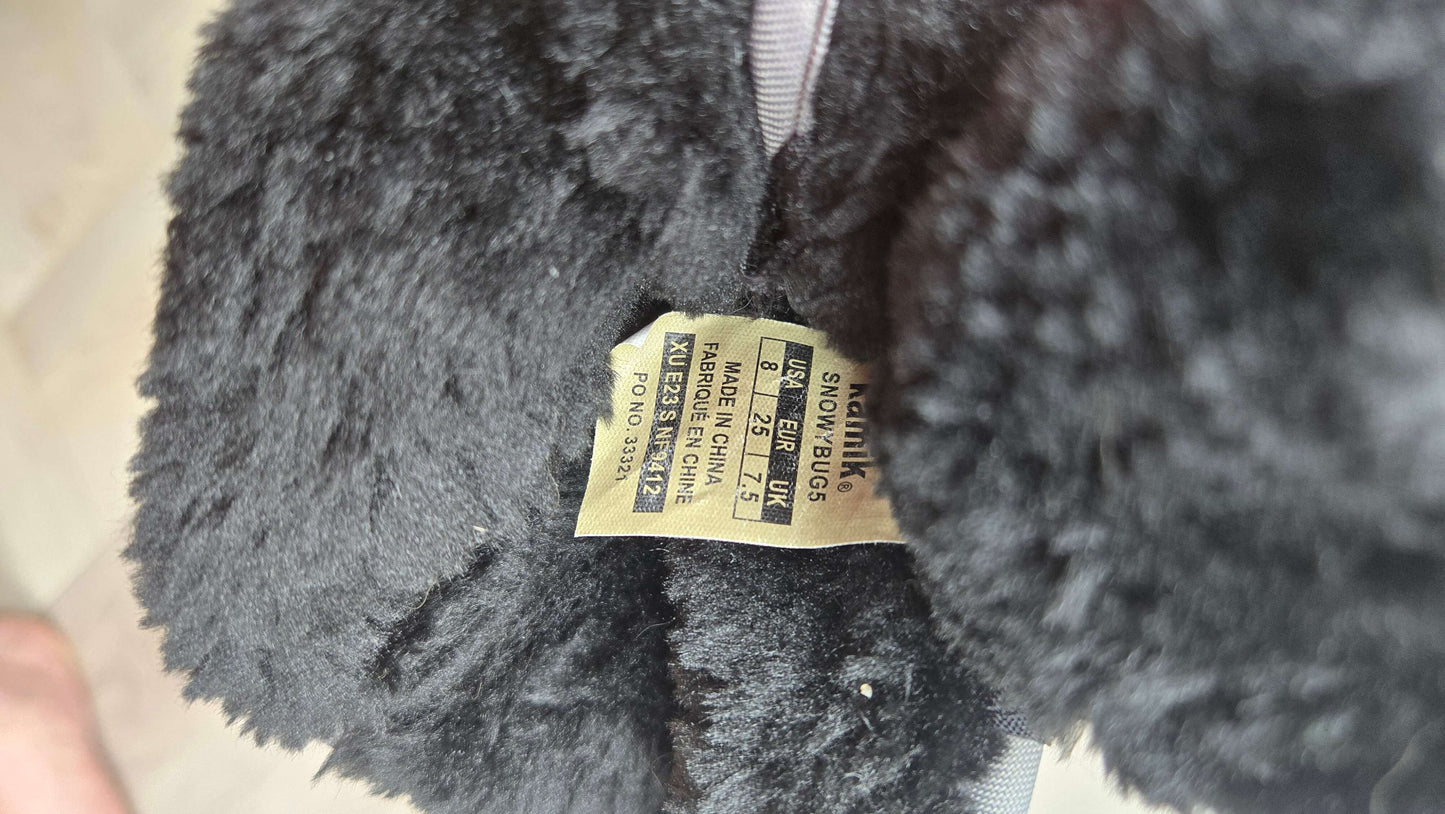 kamik®
SNOWYBUG5
USA EUR UK
8 25 7.5
MADE IN CHINA
FABRIQUÉ EN CHINE
XU E23 S NF0412
PO NO. 33321